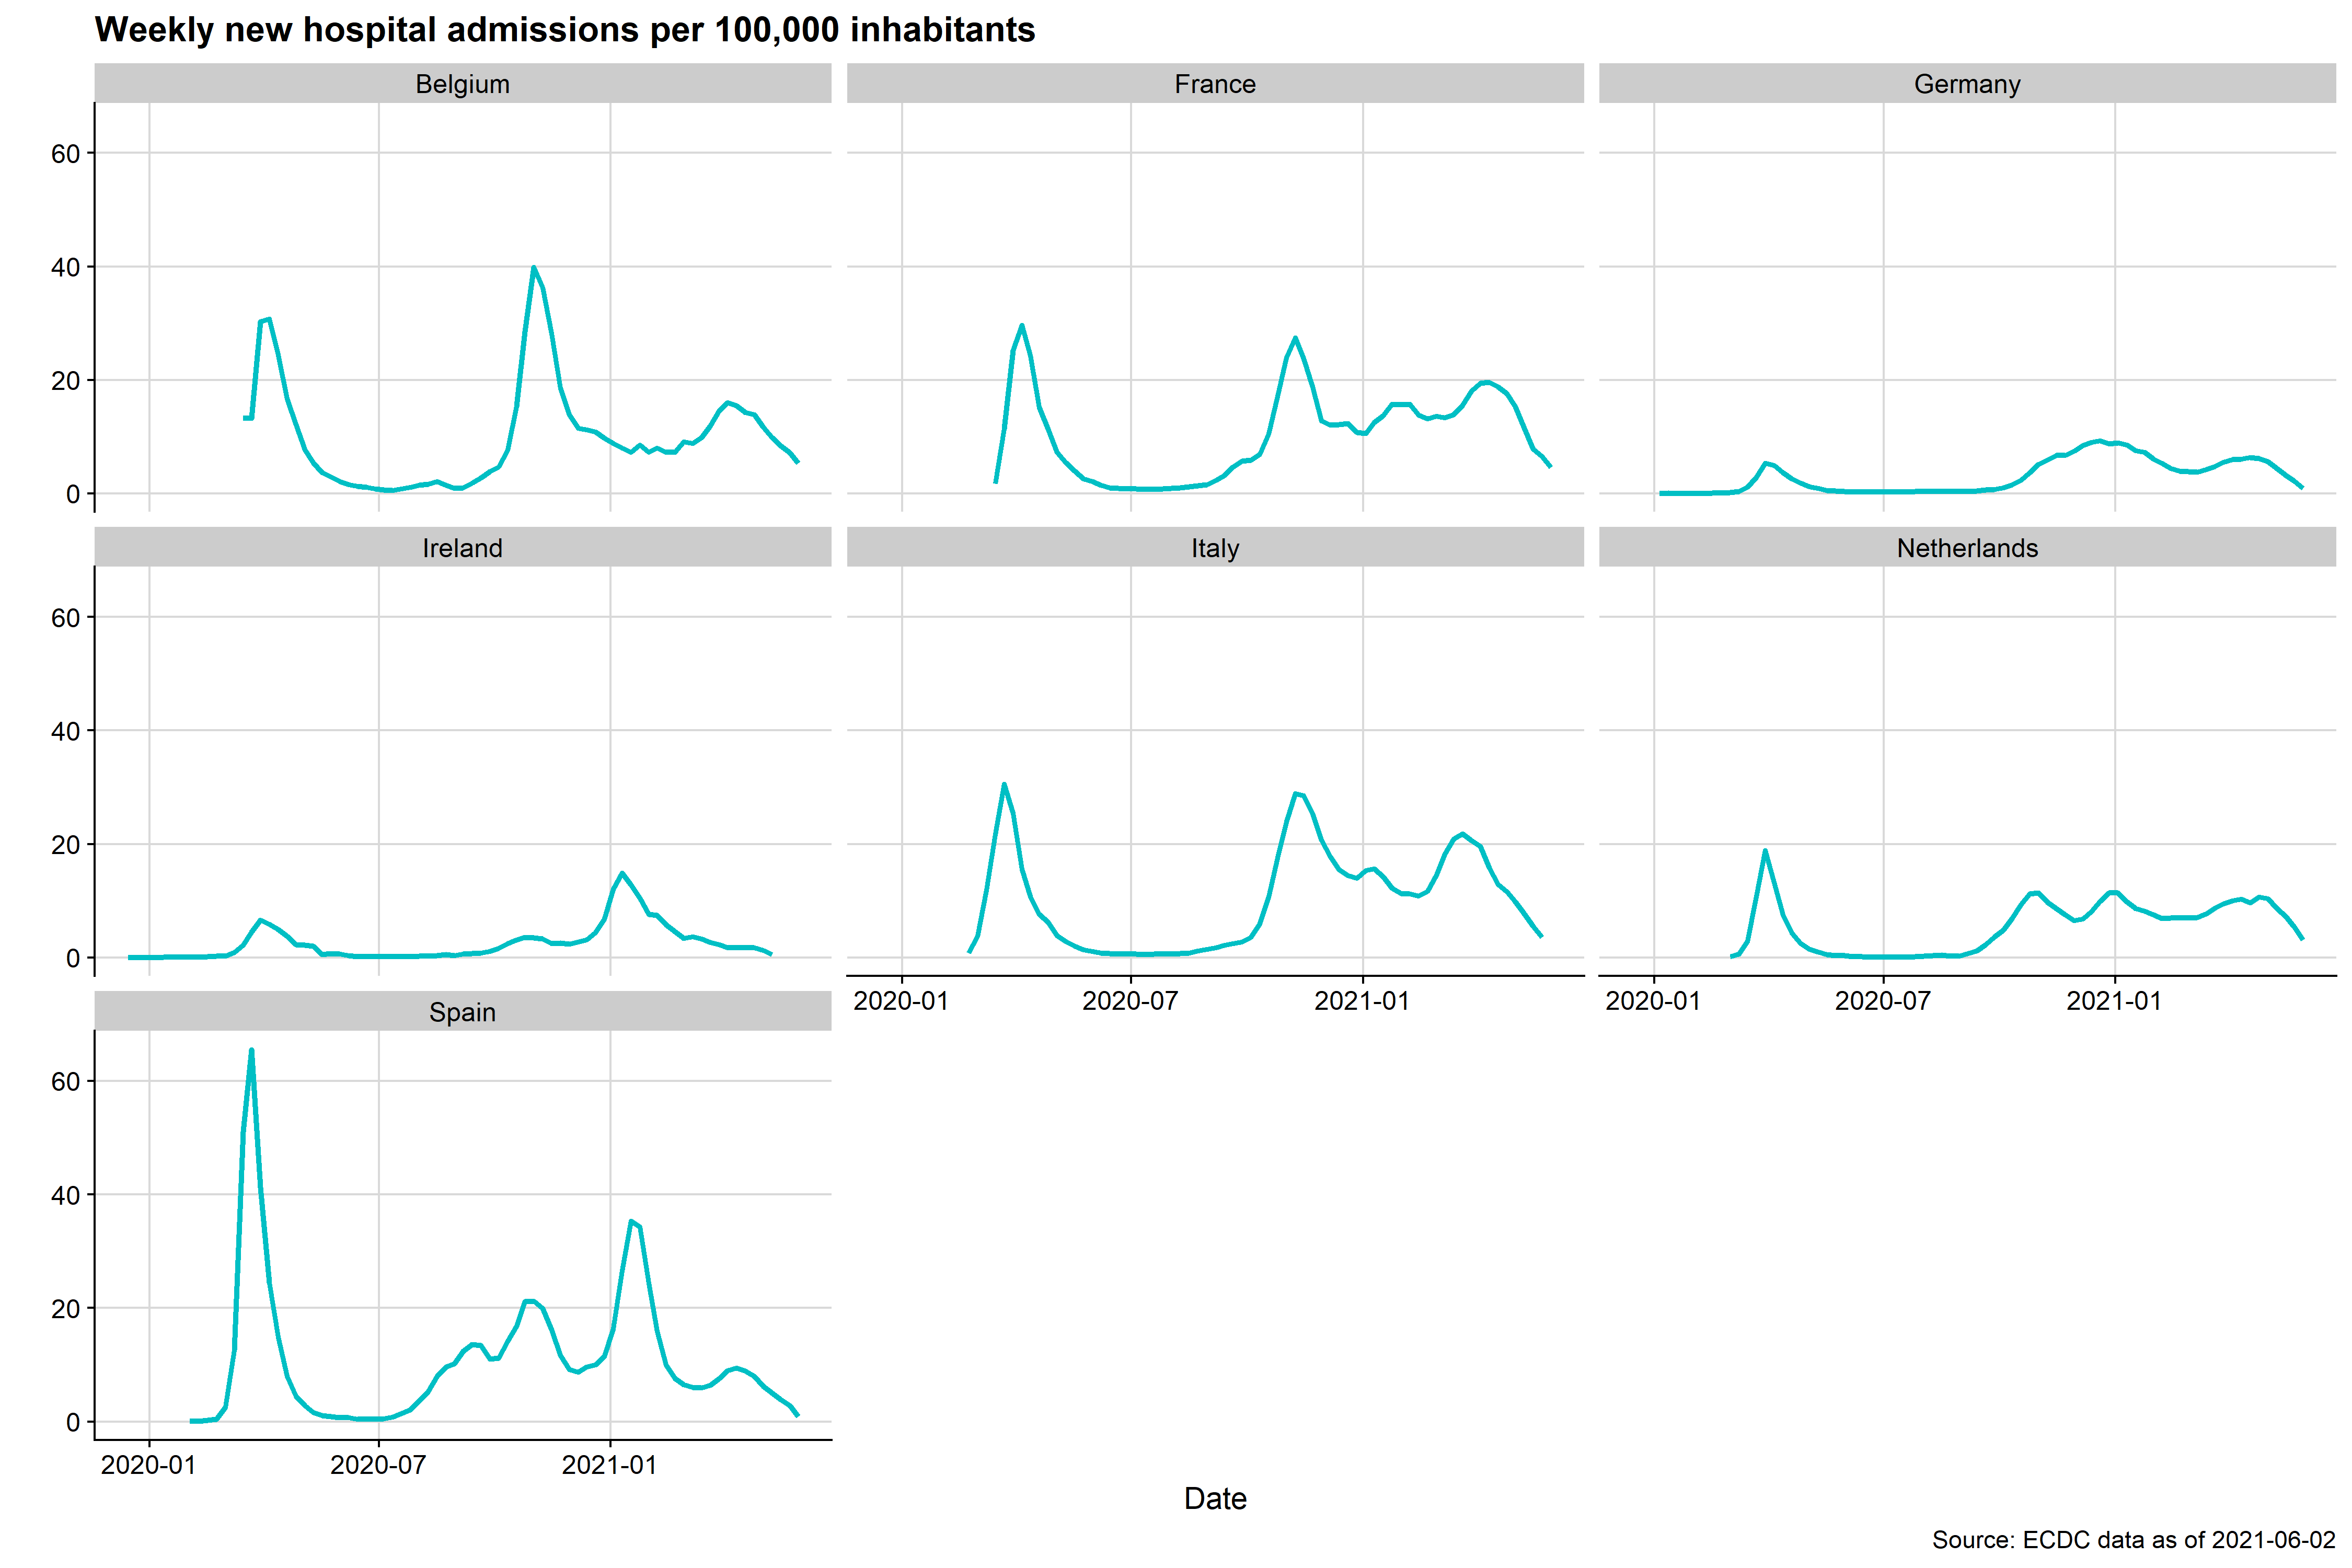 Weekly new hospital admissions per 100,000 inhabitants
Belgium France Germany
60
40
20
0
Ireland Italy Netherlands
60
40
20
0
2020-01 2020-07 2021-01 2020-01 2020-07 2021-01
Spain
60
40
20
0
2020-01 2020-07 2021-01
Date
Source: ECDC data as of 2021-06-02